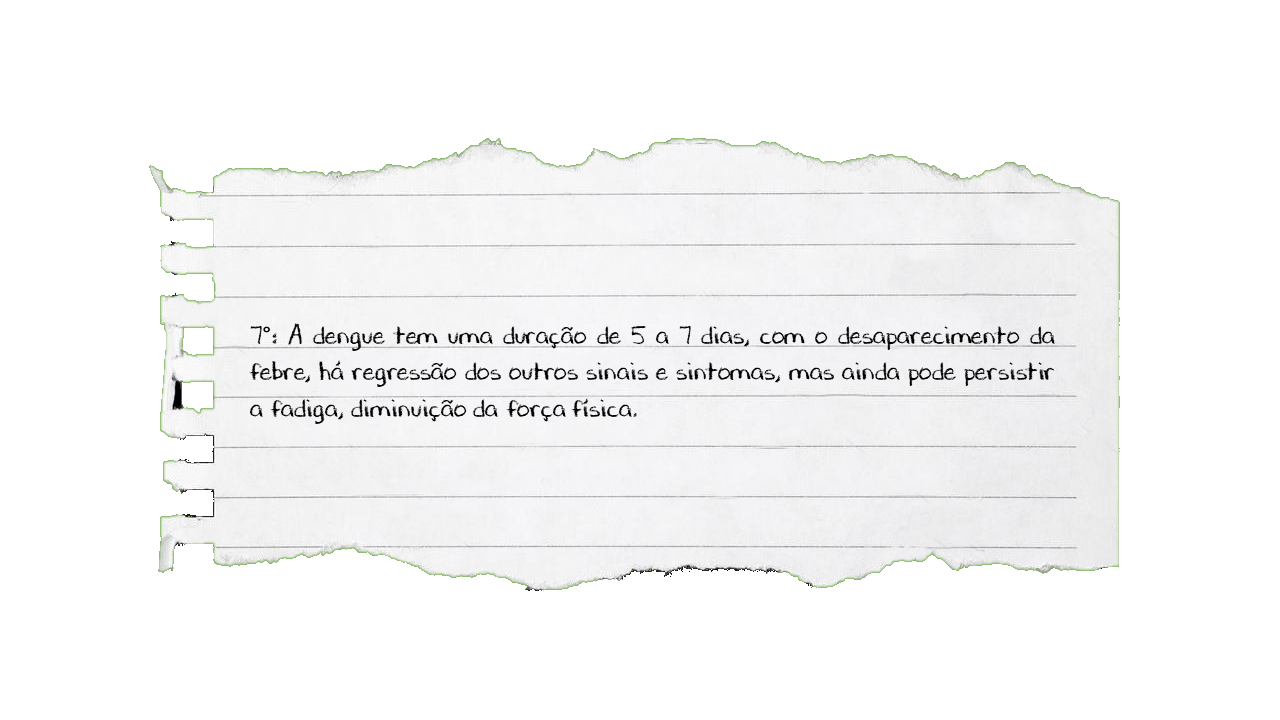 7°: A dengue tem uma duração de 5 a 7 dias, com o desaparecimento da
febre, há regressão dos outros sinais e sintomas, mas ainda pode persistir
a fadiga, diminuição da força física.